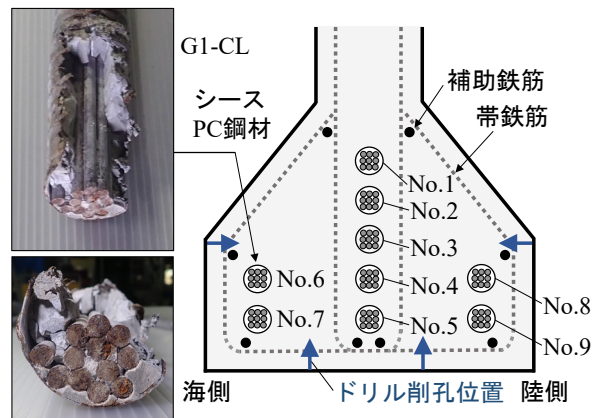 G1-CL
シース
PC鋼材
補助鉄筋
帯鉄筋
No.1
No.2
No.3
No.6
No.4
No.8
No.7
No.5
No.9
海側
ドリル削孔位置
陸側